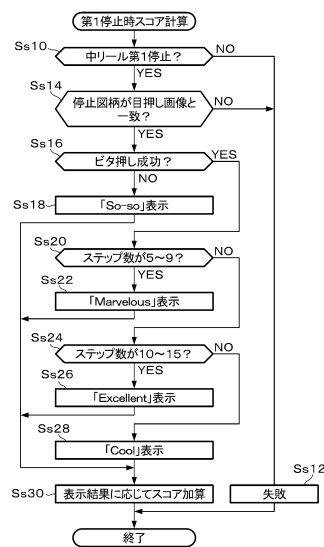 第1停止時スコア計算
Ss10
中リール第1停止？
NO
YES
Ss14
停止図柄が目押し画像と
一致？
NO
YES
Ss16
ビタ押し成功？
YES
NO
Ss18
「So-so」表示
Ss20
ステップ数が5～9？
NO
YES
Ss22
「Marvelous」表示
Ss24
ステップ数が10～15？
NO
YES
Ss26
「Excellent」表示
Ss28
「Cool」表示
Ss12
Ss30
表示結果に応じてスコア加算
失敗
終了